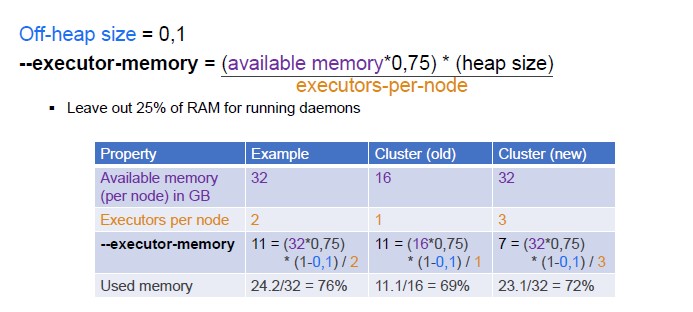 Off-heap size = 0,1
--executor-memory = (available memory*0,75) * (heap size)
executors-per-node
▪ Leave out 25% of RAM for running daemons
Property Example Cluster (old) Cluster (new)
Available memory 32 16 32
(per node) in GB
Executors per node 2 1 3
--executor-memory 11 = (32*0,75) 11 = (16*0,75) 7 = (32*0,75)
* (1-0,1) / 2 * (1-0,1) / 1 * (1-0,1) / 3
Used memory 24.2/32 = 76% 11.1/16 = 69% 23.1/32 = 72%